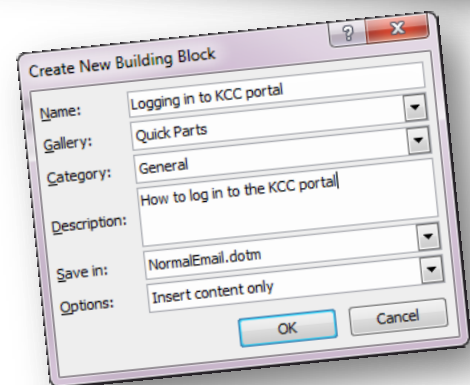 Create New Building Block
Name: Logging in to KCC portal
Gallery: Quick Parts
Category: General
Description: How to log in to the KCC portal
Save in: NormalEmail.dotm
Options: Insert content only
OK Cancel